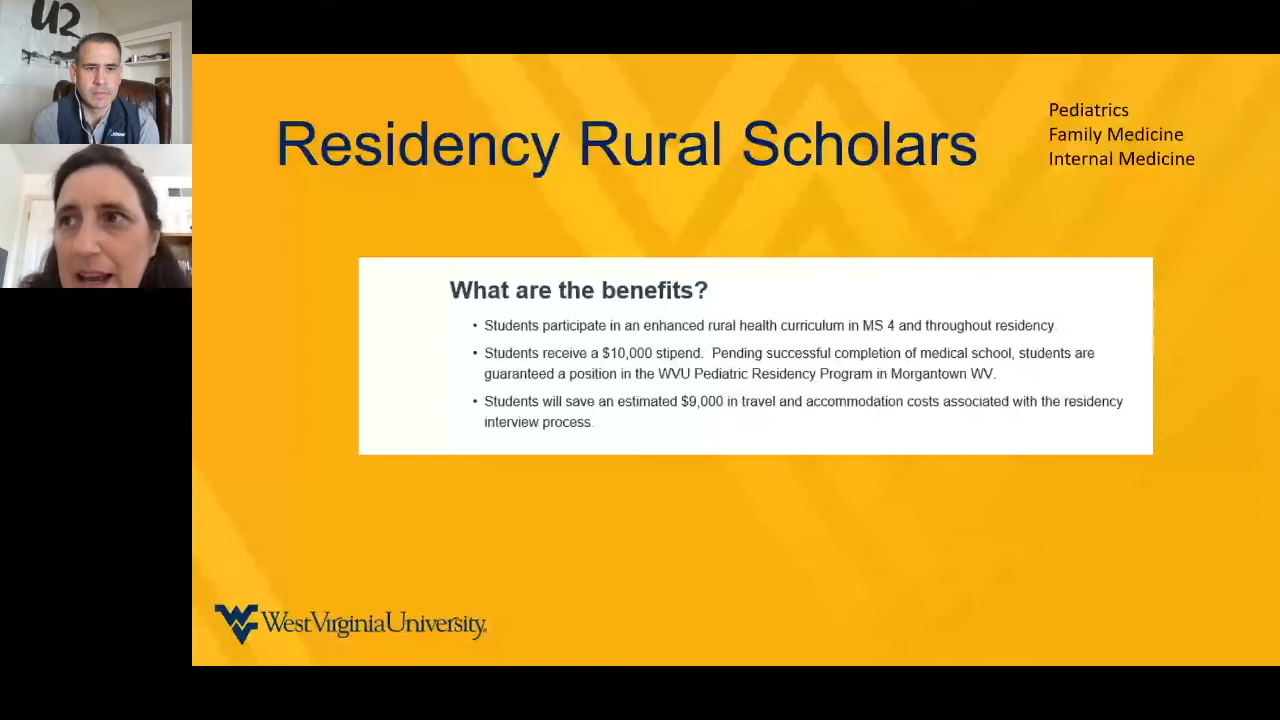 U2
Residency Rural Scholars
Pediatrics
Family Medicine
Internal Medicine
What are the benefits?
• Students participate in an enhanced rural health curriculum in MS 4 and throughout residency.
• Students receive a $10,000 stipend. Pending successful completion of medical school, students are
guaranteed a position in the WVU Pediatric Residency Program in Morgantown WV.
• Students will save an estimated $9,000 in travel and accommodation costs associated with the residency
interview process.
WestVirginiaUniversity.